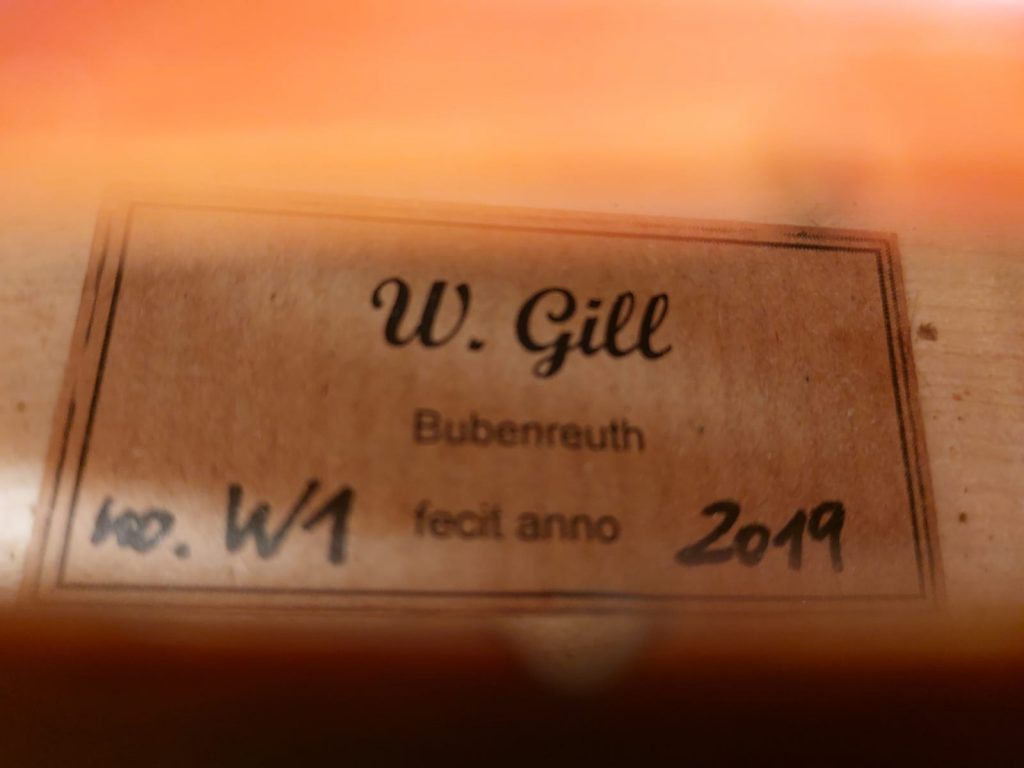 W. Gill
Bubenreuth
no. W1 fecit anno 2019